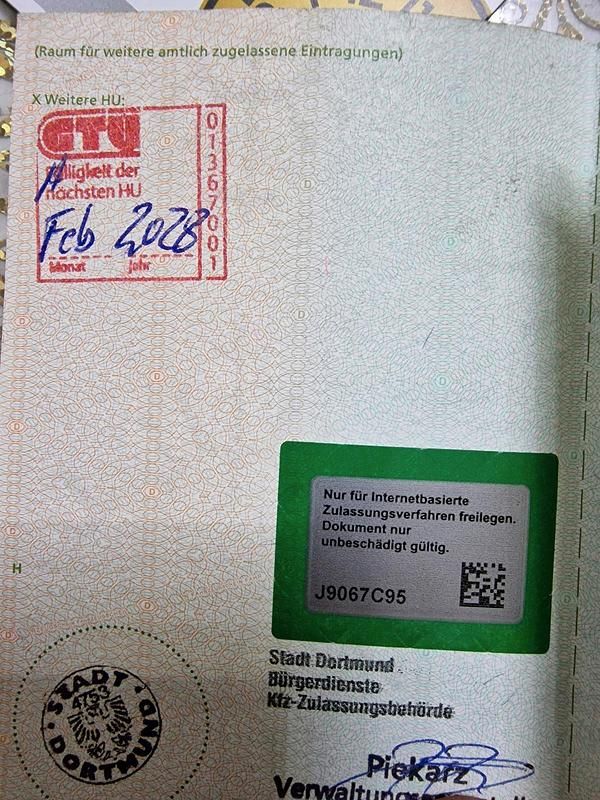 (Raum für weitere amtlich zugelassene Eintragungen)
X Weitere HU:
GTÜ
Fälligkeit der
nächsten HU
Feb 2028
Monat Jahr
01367001
Nur für Internetbasierte
Zulassungsverfahren freilegen.
Dokument nur
unbeschädigt gültig.
J9067C95
H
Stadt Dortmund
Bürgerdienste
Kfz-Zulassungsbehörde
STADT DORTMUND
Piekarz